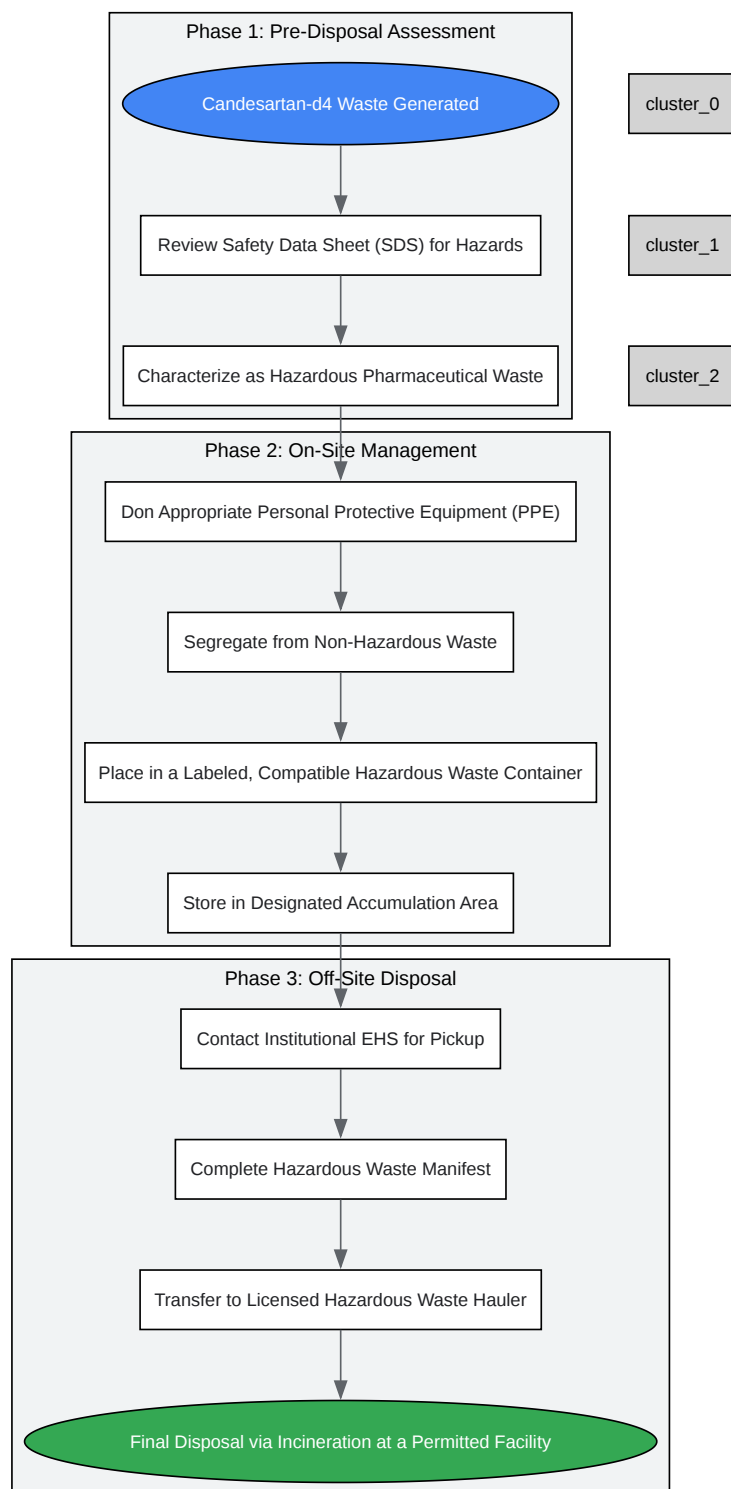 Phase 1: Pre-Disposal Assessment
Candesartan-d4 Waste Generated
cluster_0
Review Safety Data Sheet (SDS) for Hazards
cluster_1
Characterize as Hazardous Pharmaceutical Waste
cluster_2
Phase 2: On-Site Management
Don Appropriate Personal Protective Equipment (PPE)
Segregate from Non-Hazardous Waste
Place in a Labeled, Compatible Hazardous Waste Container
Store in Designated Accumulation Area
Phase 3: Off-Site Disposal
Contact Institutional EHS for Pickup
Complete Hazardous Waste Manifest
Transfer to Licensed Hazardous Waste Hauler
Final Disposal via Incineration at a Permitted Facility